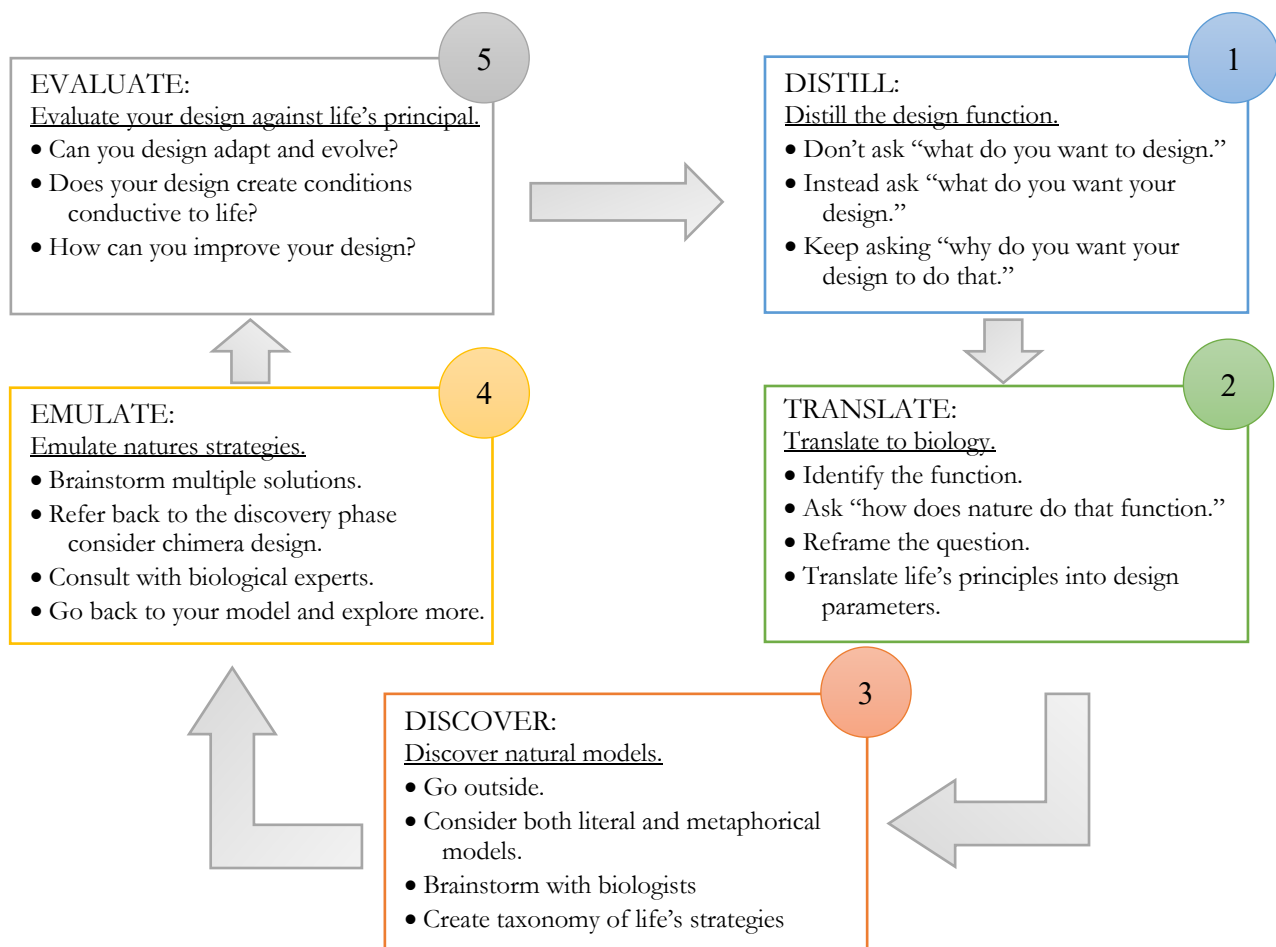 1
DISTILL:
Distill the design function.
• Don’t ask “what do you want to design.”
• Instead ask “what do you want your
design.”
• Keep asking “why do you want your
design to do that.”
2
TRANSLATE:
Translate to biology.
• Identify the function.
• Ask “how does nature do that function.”
• Reframe the question.
• Translate life’s principles into design
parameters.
3
DISCOVER:
Discover natural models.
• Go outside.
• Consider both literal and metaphorical
models.
• Brainstorm with biologists
• Create taxonomy of life’s strategies
4
EMULATE:
Emulate natures strategies.
• Brainstorm multiple solutions.
• Refer back to the discovery phase
consider chimera design.
• Consult with biological experts.
• Go back to your model and explore more.
5
EVALUATE:
Evaluate your design against life’s principal.
• Can you design adapt and evolve?
• Does your design create conditions
conductive to life?
• How can you improve your design?